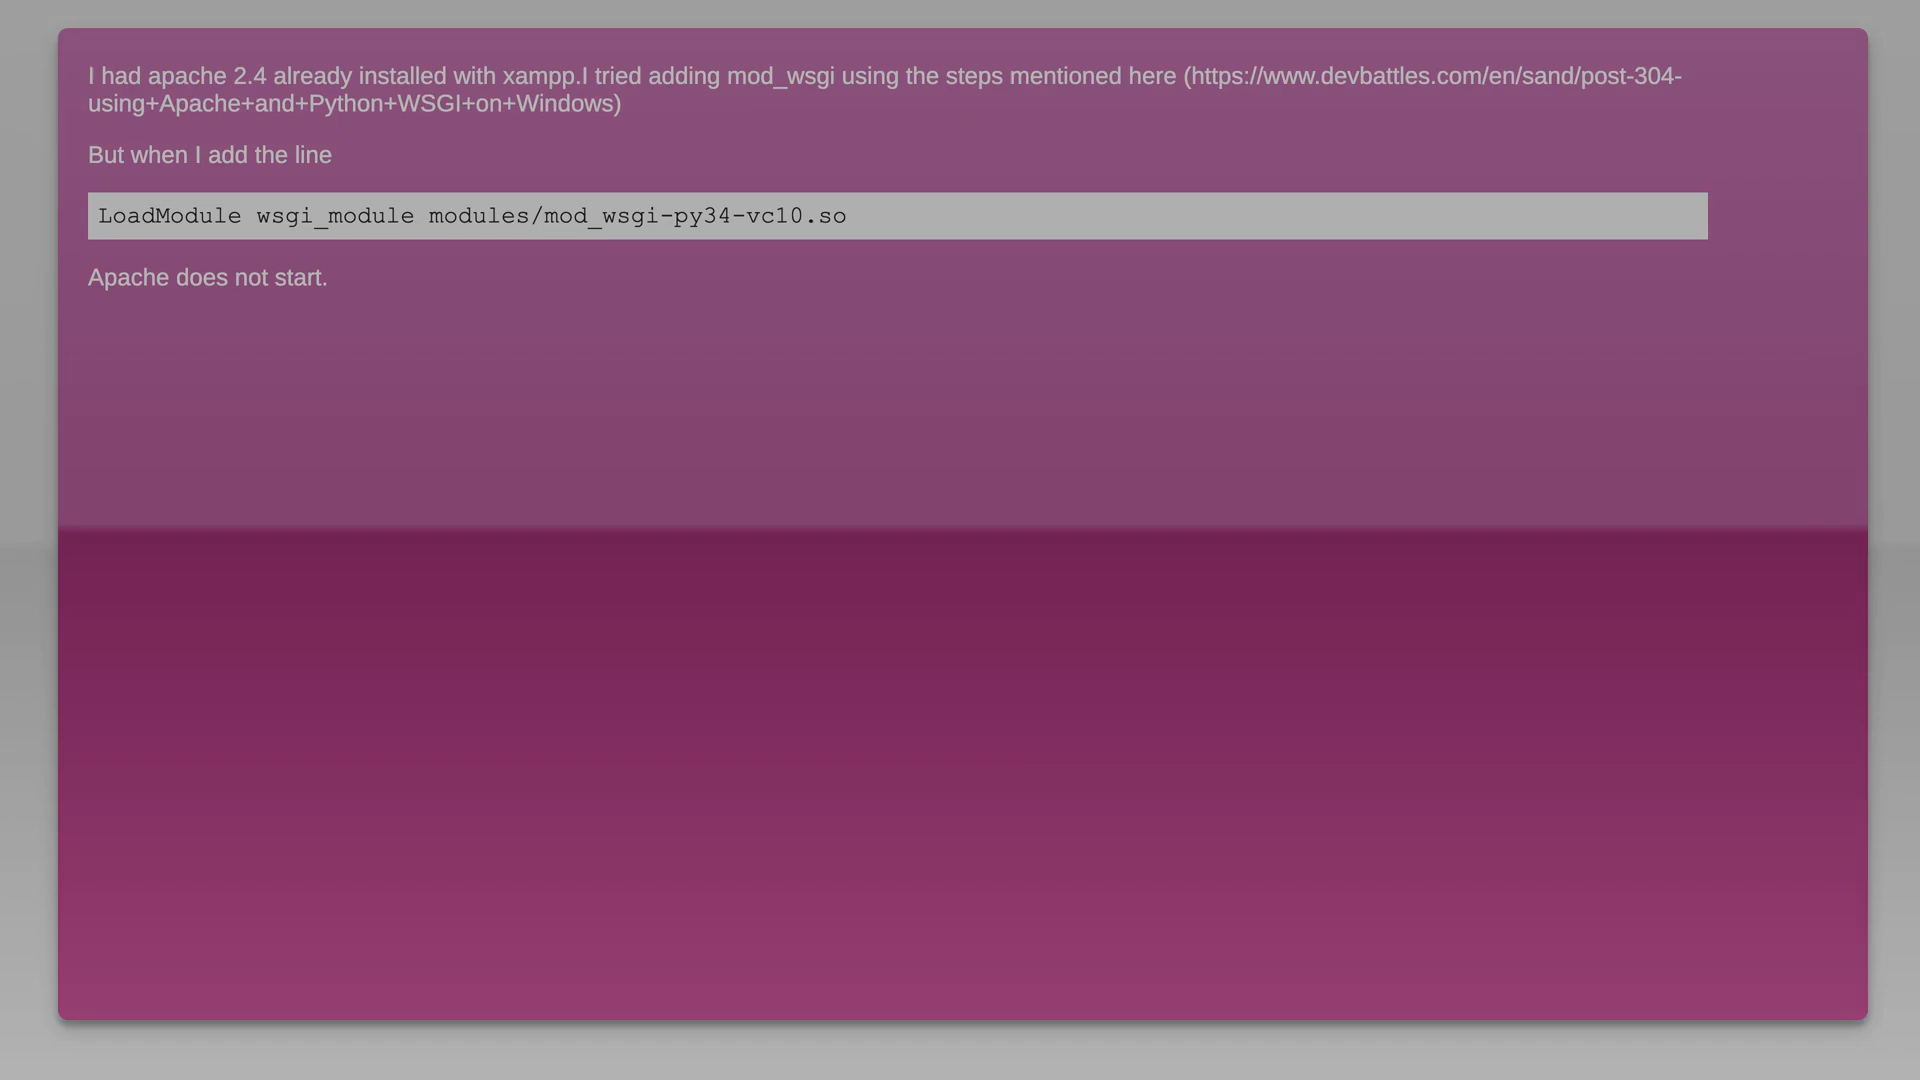 I had apache 2.4 already installed with xampp.I tried adding mod_wsgi using the steps mentioned here (https://www.devbattles.com/en/sand/post-304-
using+Apache+and+Python+WSGI+on+Windows)
But when I add the line
LoadModule wsgi_module modules/mod_wsgi-py34-vc10.so
Apache does not start.